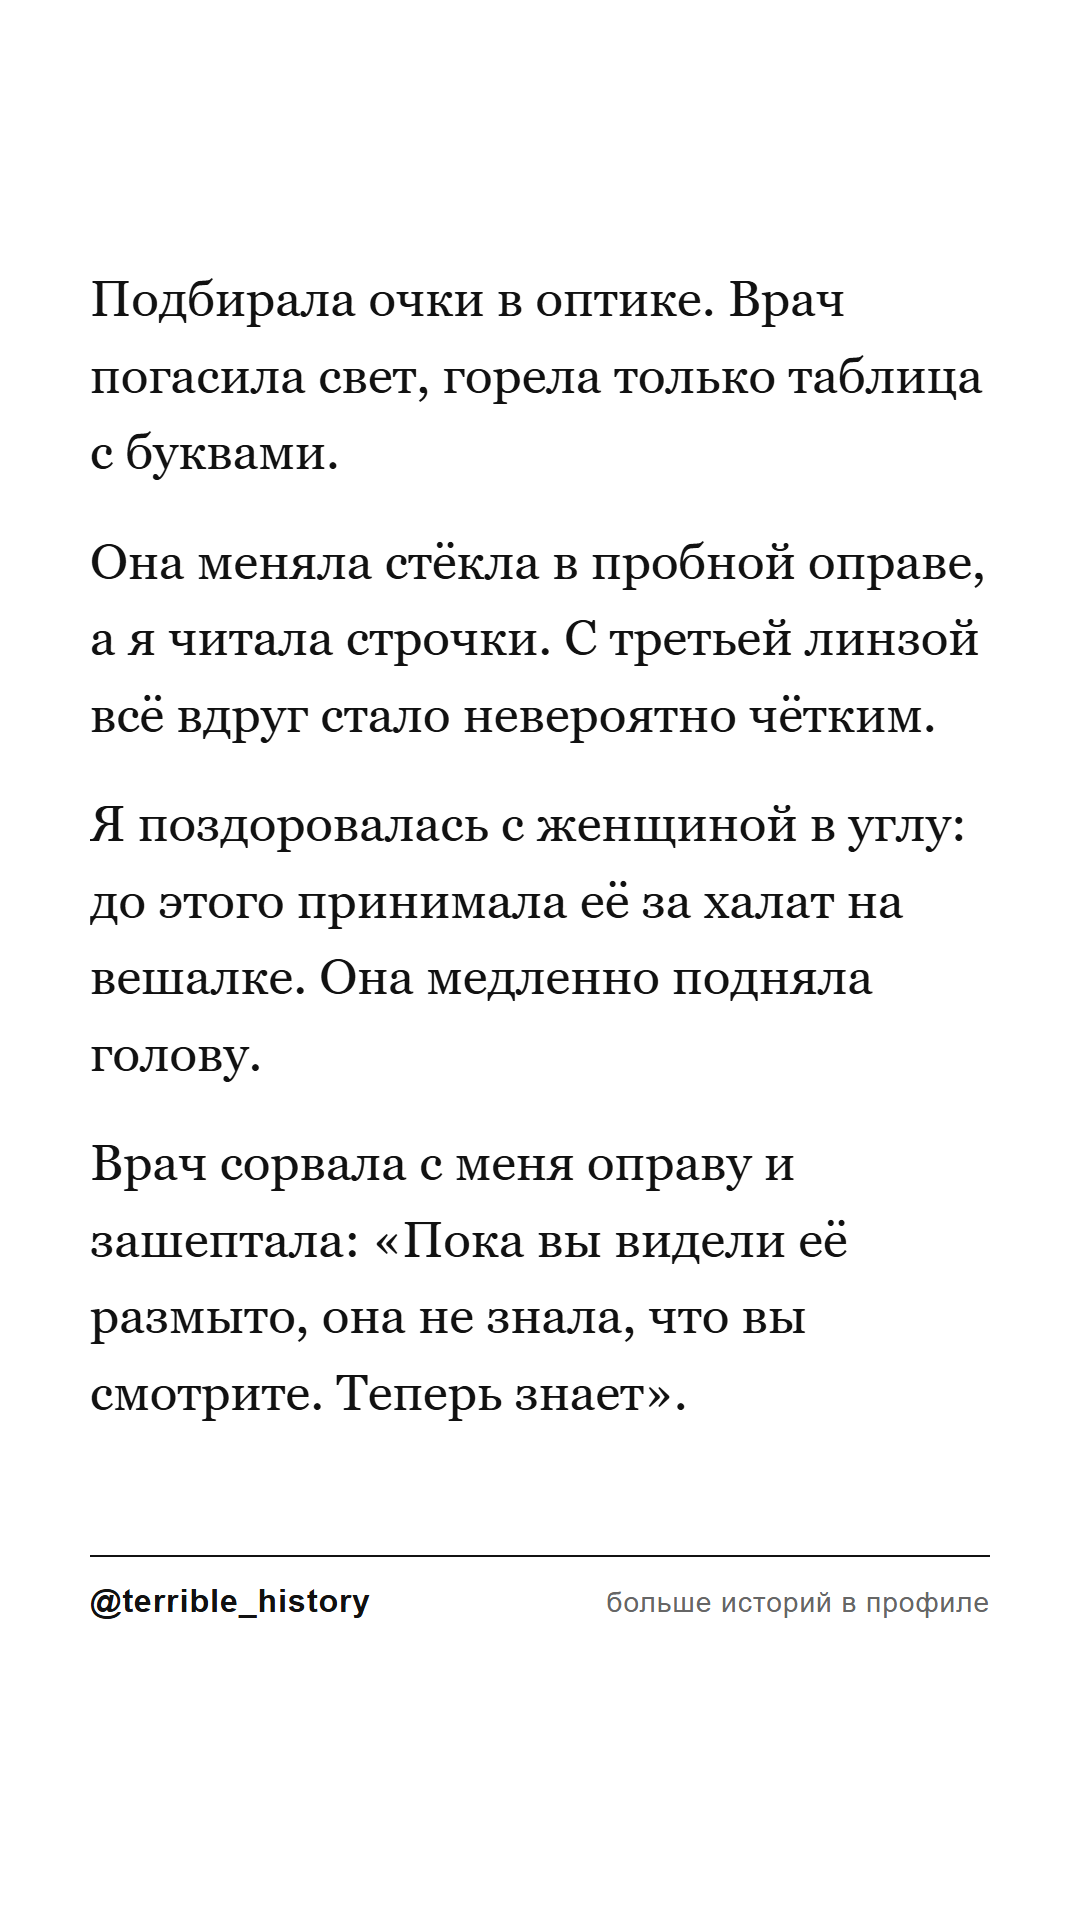 Подбирала очки в оптике. Врач
погасила свет, горела только таблица
с буквами.
Она меняла стёкла в пробной оправе,
а я читала строчки. С третьей линзой
всё вдруг стало невероятно чётким.
Я поздоровалась с женщиной в углу:
до этого принимала её за халат на
вешалке. Она медленно подняла
голову.
Врач сорвала с меня оправу и
зашептала: «Пока вы видели её
размыто, она не знала, что вы
смотрите. Теперь знает».
@terrible_history
больше историй в профиле